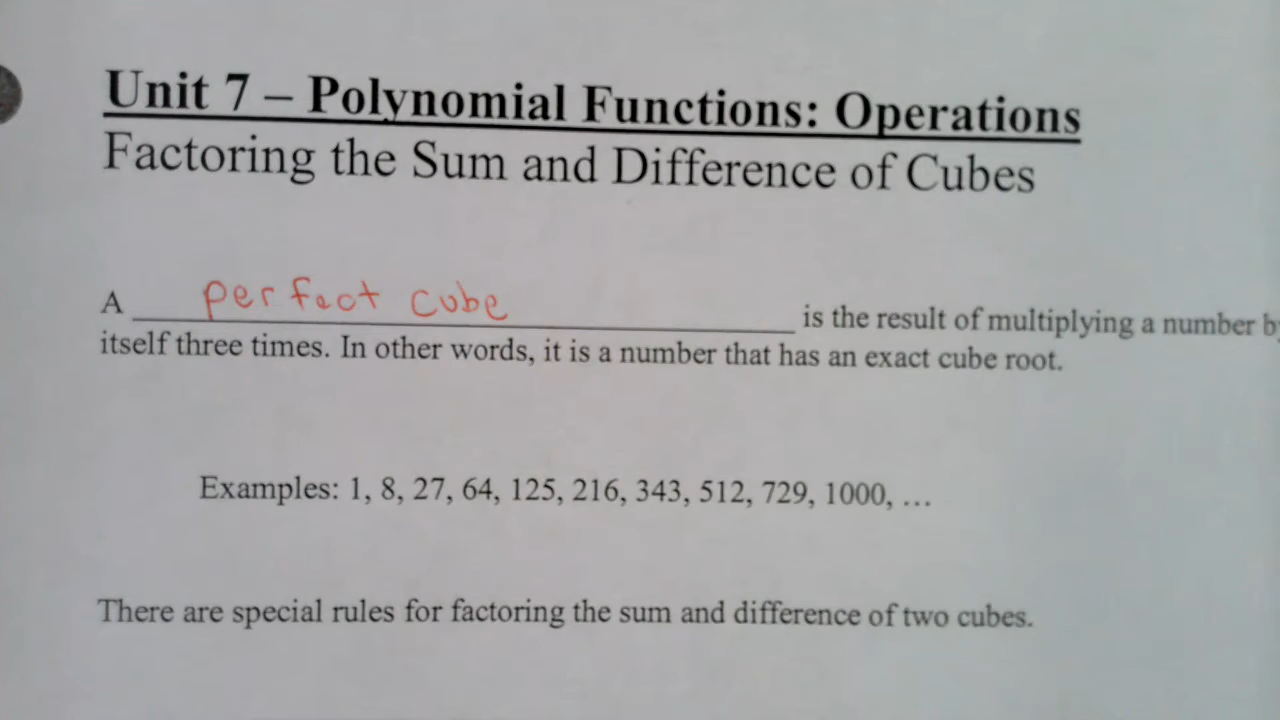 Unit 7 – Polynomial Functions: Operations
Factoring the Sum and Difference of Cubes
A perfect cube is the result of multiplying a number
itself three times. In other words, it is a number that has an exact cube root.
Examples: 1, 8, 27, 64, 125, 216, 343, 512, 729, 1000, …
There are special rules for factoring the sum and difference of two cubes.